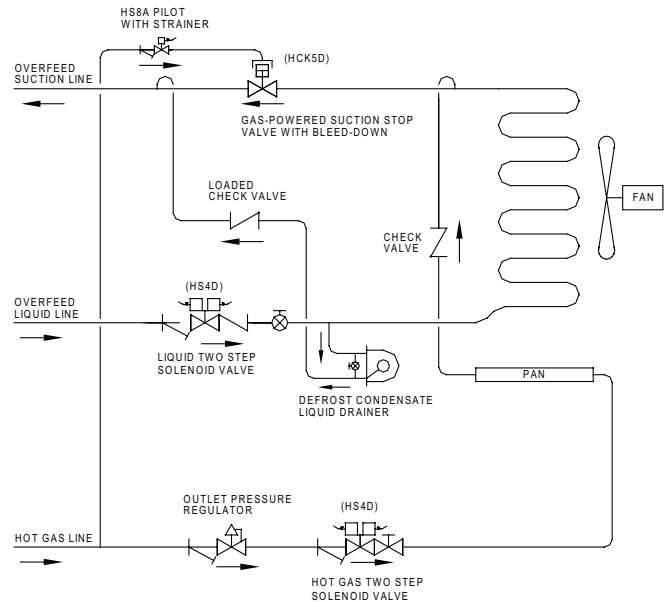 HS8A PILOT
WITH STRAINER
(HCK5D)
OVERFEED
SUCTION LINE
GAS-POWERED SUCTION STOP
VALVE WITH BLEED-DOWN
LOADED
CHECK VALVE
FAN
CHECK
VALVE
(HS4D)
OVERFEED
LIQUID LINE
LIQUID TWO STEP
SOLENOID VALVE
PAN
DEFROST CONDENSATE
LIQUID DRAINER
OUTLET PRESSURE
REGULATOR
(HS4D)
HOT GAS LINE
HOT GAS TWO STEP
SOLENOID VALVE